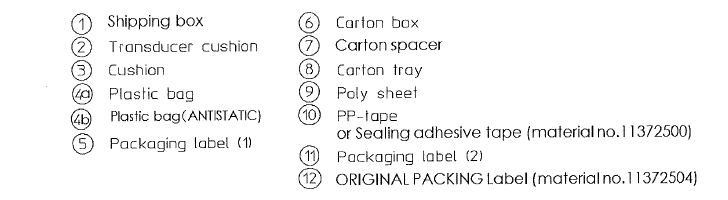 1 Shipping box
2 Transducer cushion
3 Cushion
4a Plastic bag
4b Plastic bag(ANTISTATIC)
5 Packaging label (1)
6 Carton box
7 Carton spacer
8 Carton tray
9 Poly sheet
10 PP-tape
or Sealing adhesive tape (material no.11372500)
11 Packaging label (2)
12 ORIGINAL PACKING Label (material no.11372504)